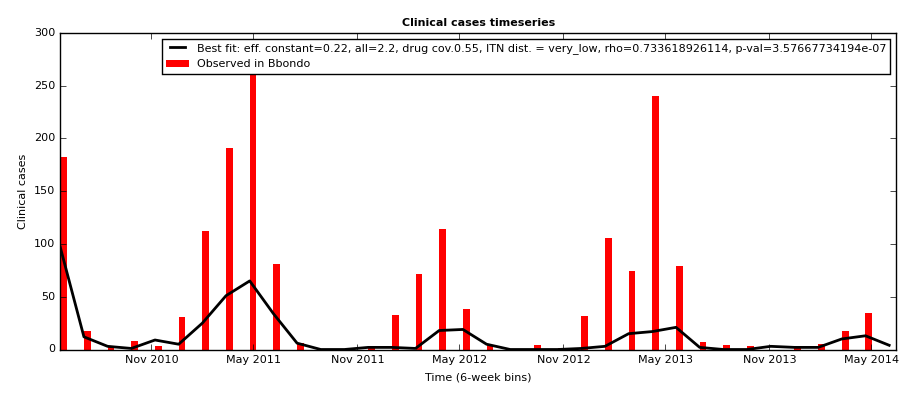 Clinical cases timeseries
Best fit: eff. constant=0.22, all=2.2, drug cov.0.55, ITN dist. = very_low, rho=0.733618926114, p-val=3.57667734194e-07
Observed in Bbondo
300
250
200
150
100
50
0
Clinical cases
Nov 2010 May 2011 Nov 2011 May 2012 Nov 2012 May 2013 Nov 2013 May 2014
Time (6-week bins)